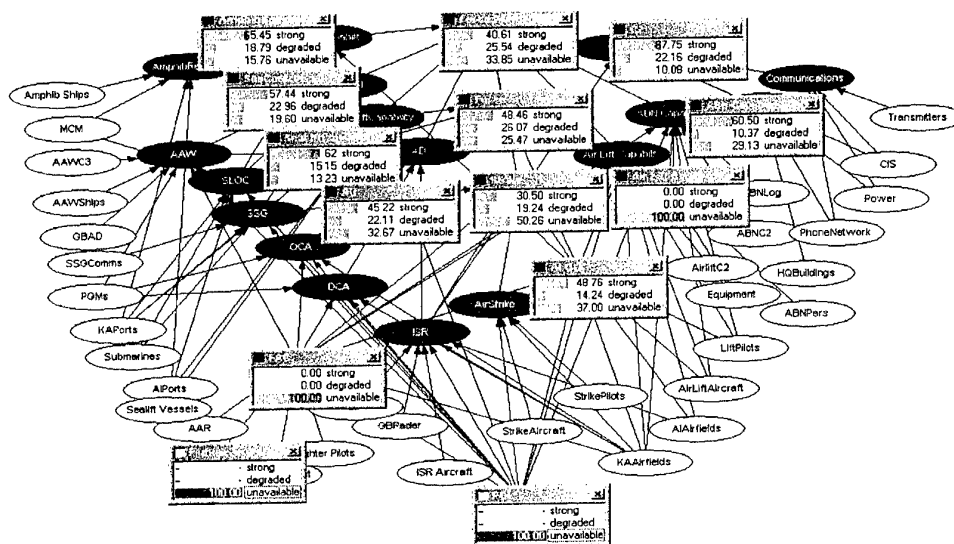 65.45 strong
18.79 degraded
15.76 unavailable
40.61 strong
25.54 degraded
33.85 unavailable
67.75 strong
22.16 degraded
10.08 unavailable
Communications
Amphib Ships
57.44 strong
22.96 degraded
19.60 unavailable
48.46 strong
26.07 degraded
25.47 unavailable
60.50 strong
10.37 degraded
29.13 unavailable
Transmitters
MCM
AAWC3
AAW
strong
15.15 degraded
13.23 unavailable
CIS
AAWShips
SLOC
45.22 strong
22.11 degraded
32.67 unavailable
30.50 strong
19.24 degraded
50.26 unavailable
0.00 strong
0.00 degraded
100.00 unavailable
Power
SSG
ABNC2
GBAD
PhoneNetwork
SSGComms
OCA
AirliftC2
HQBuildings
PGMs
DCA
48.76 strong
14.24 degraded
37.00 unavailable
Equipment
ABNPers
KAPorts
AirStrike
ISR
Submarines
LiftPilots
AIPorts
0.00 strong
0.00 degraded
100.00 unavailable
StrikePilots
AirLiftAircraft
Sealift Vessels
AAR
StrikeAircraft
AIAirfields
Pilots
ISR Aircraft
KAAirfields
strong
degraded
100.00 unavailable
strong
degraded
100.00 unavailable